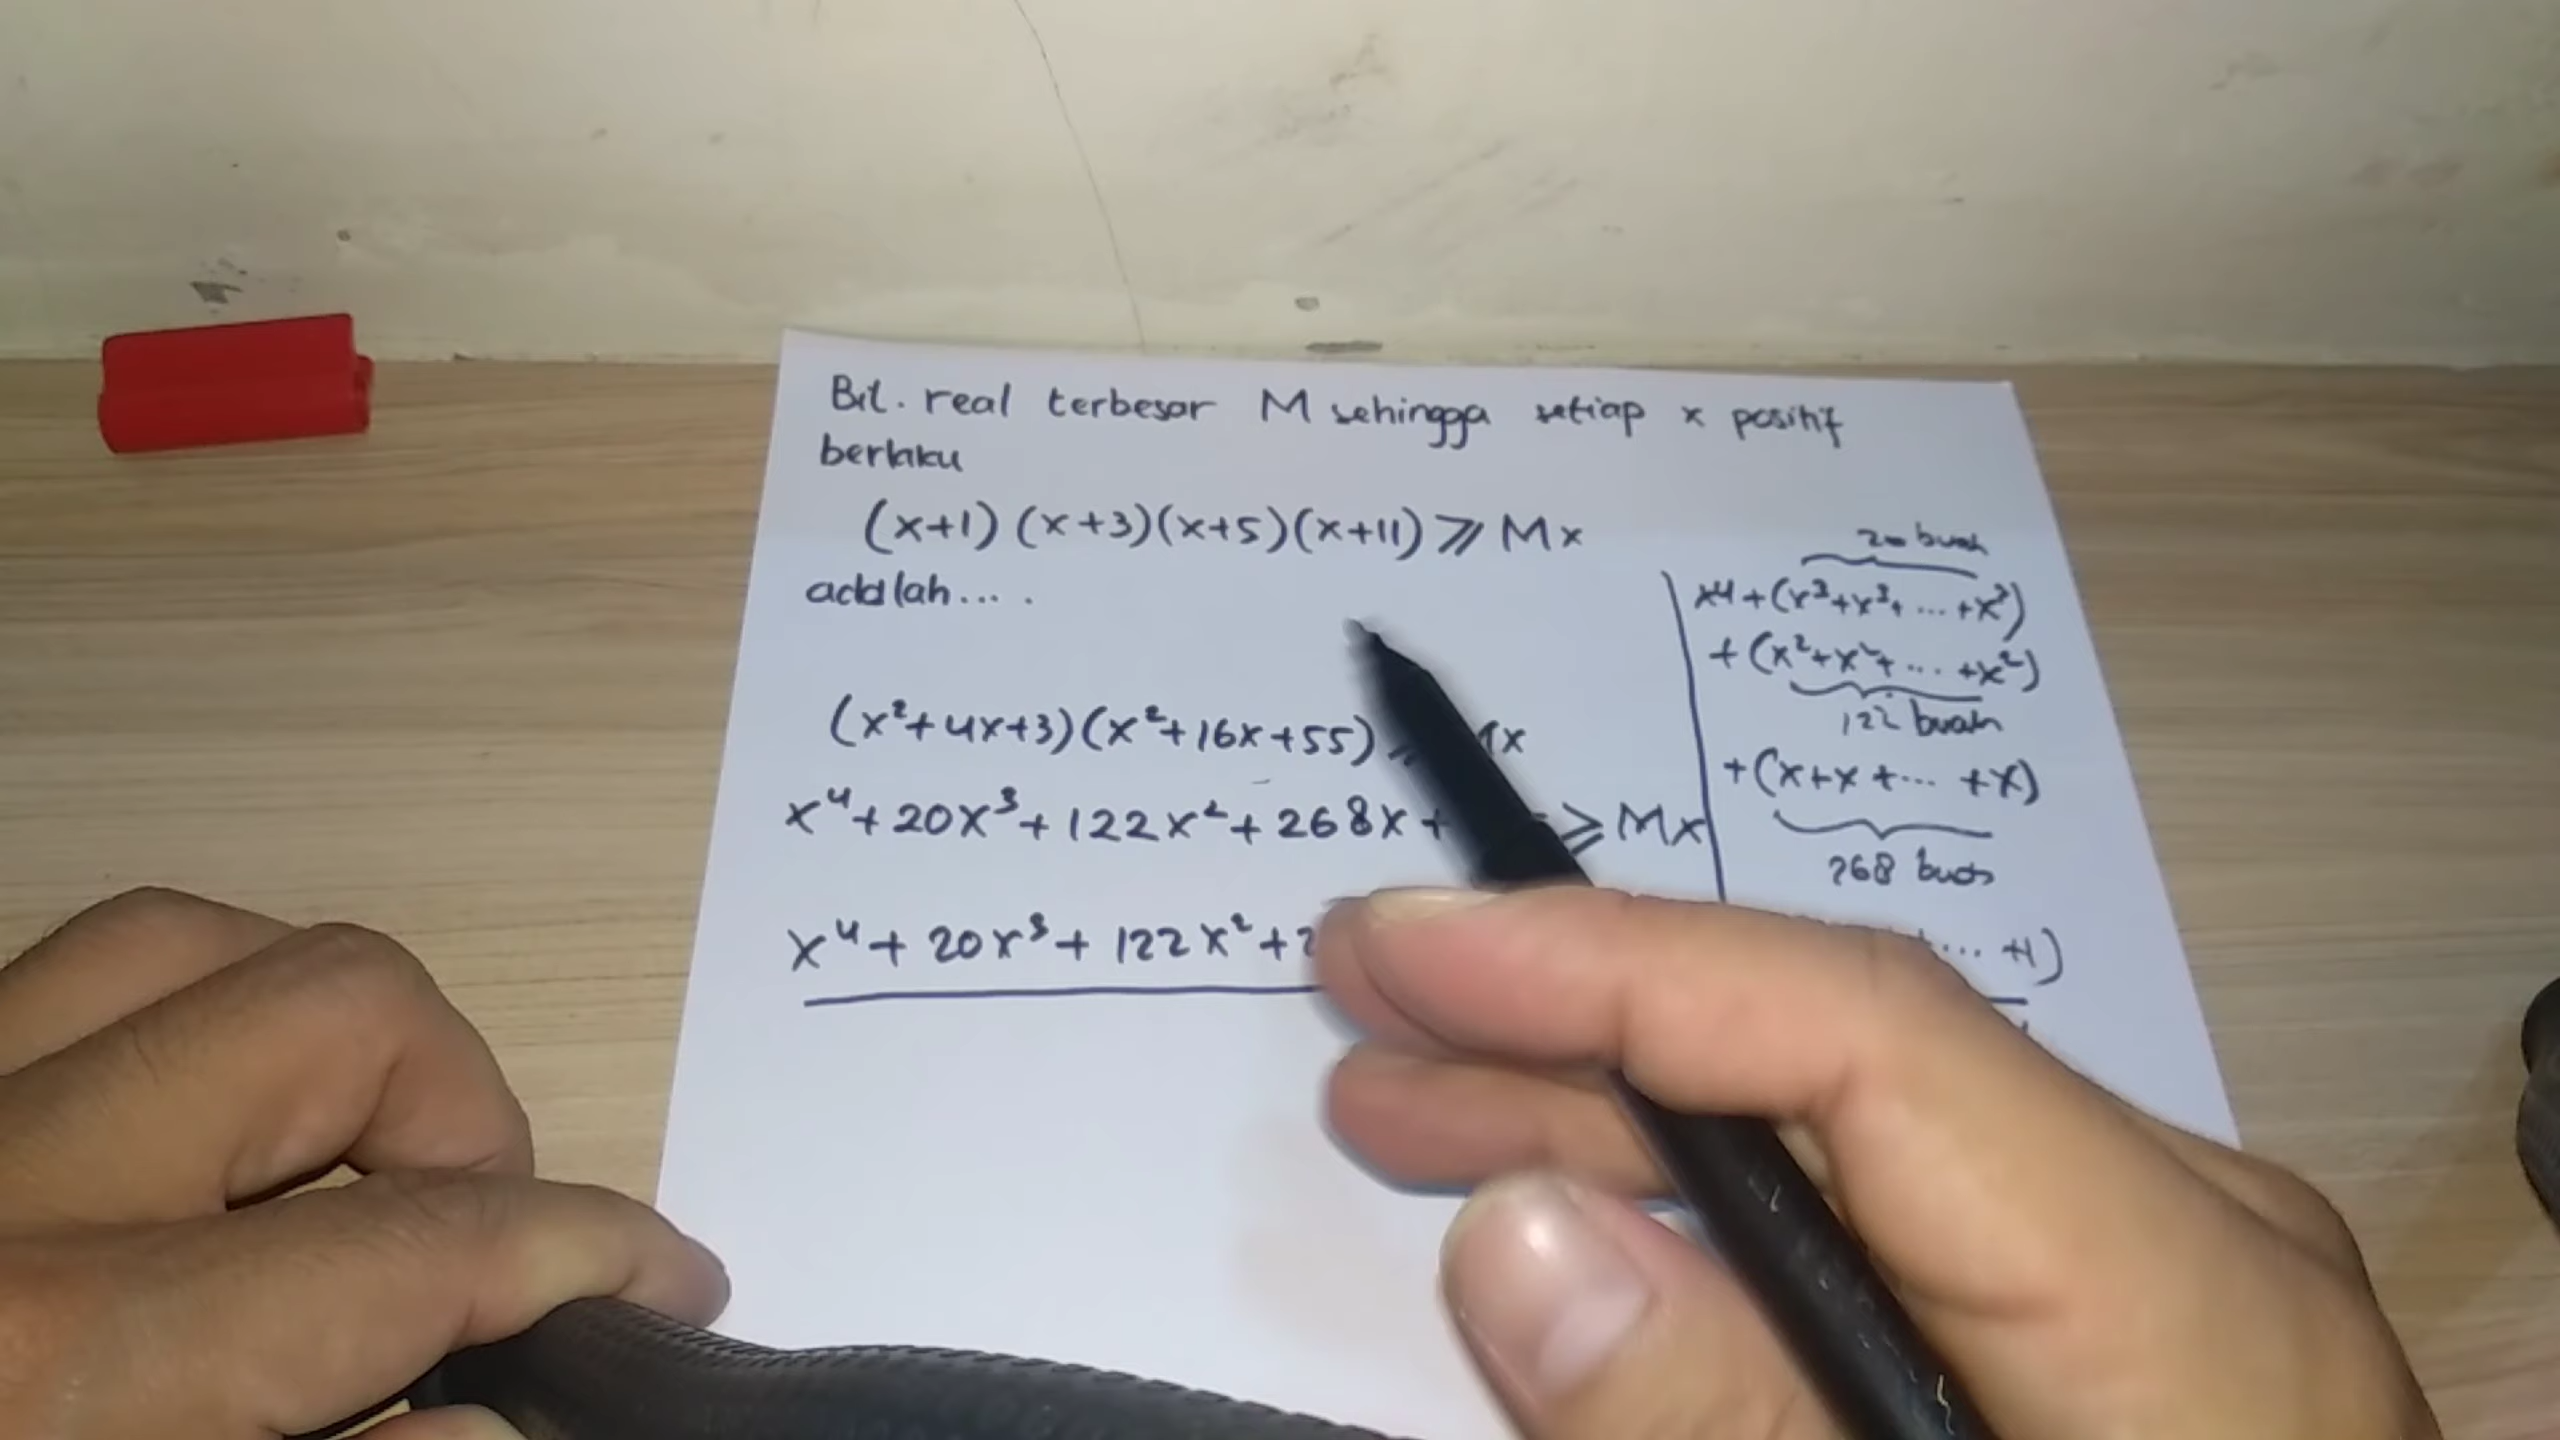 Bil. real terbesar M sehingga setiap x positif
berlaku
(x+1) (x+3)(x+5)(x+11) ⩾ Mx
adalah... .
(x²+4x+3)(x²+16x+55) x
x⁴+20x³+122x²+268x+ ⩾ Mx
x⁴+20x³+122x²+2
20 buah
x⁴+(x³+x³+...+x³)
+(x²+x²+...+x²)
122 buah
+(x+x+...+x)
268 buah
...+1)